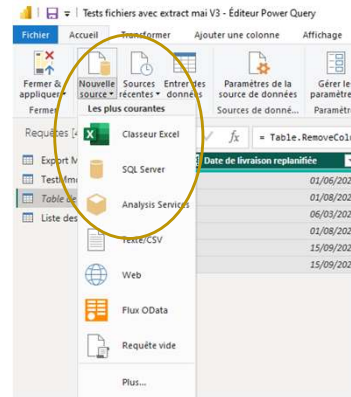 Tests fichiers avec extract mai V3 - Éditeur Power Query
Fichier Accueil Transformer Ajouter une colonne Affichage
Fermer & appliquer Nouvelle source Sources récentes Entrer des données Paramètres de la source de données Gérer le paramètre
Fermer Les plus courantes Sources de donné... Paramètr
Requêtes [4 Classeur Excel fx = Table.RemoveColu
Export M SQL Server Date de livraison replanifiée
TestMmo 01/06/202
Table de Analysis Services 01/08/202
Liste des 06/03/202
Texte/CSV 01/08/202
15/09/202
Web 15/09/202
Flux OData
Requête vide
Plus...